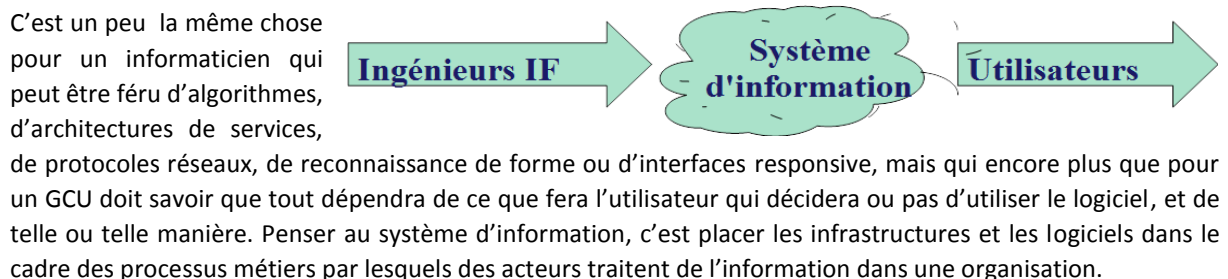 C’est un peu la même chose
pour un informaticien qui
peut être féru d’algorithmes,
d’architectures de services,
Ingénieurs IF
Système
d'information
Utilisateurs
de protocoles réseaux, de reconnaissance de forme ou d’interfaces responsive, mais qui encore plus que pour
un GCU doit savoir que tout dépendra de ce que fera l’utilisateur qui décidera ou pas d’utiliser le logiciel, et de
telle ou telle manière. Penser au système d’information, c’est placer les infrastructures et les logiciels dans le
cadre des processus métiers par lesquels des acteurs traitent de l’information dans une organisation.